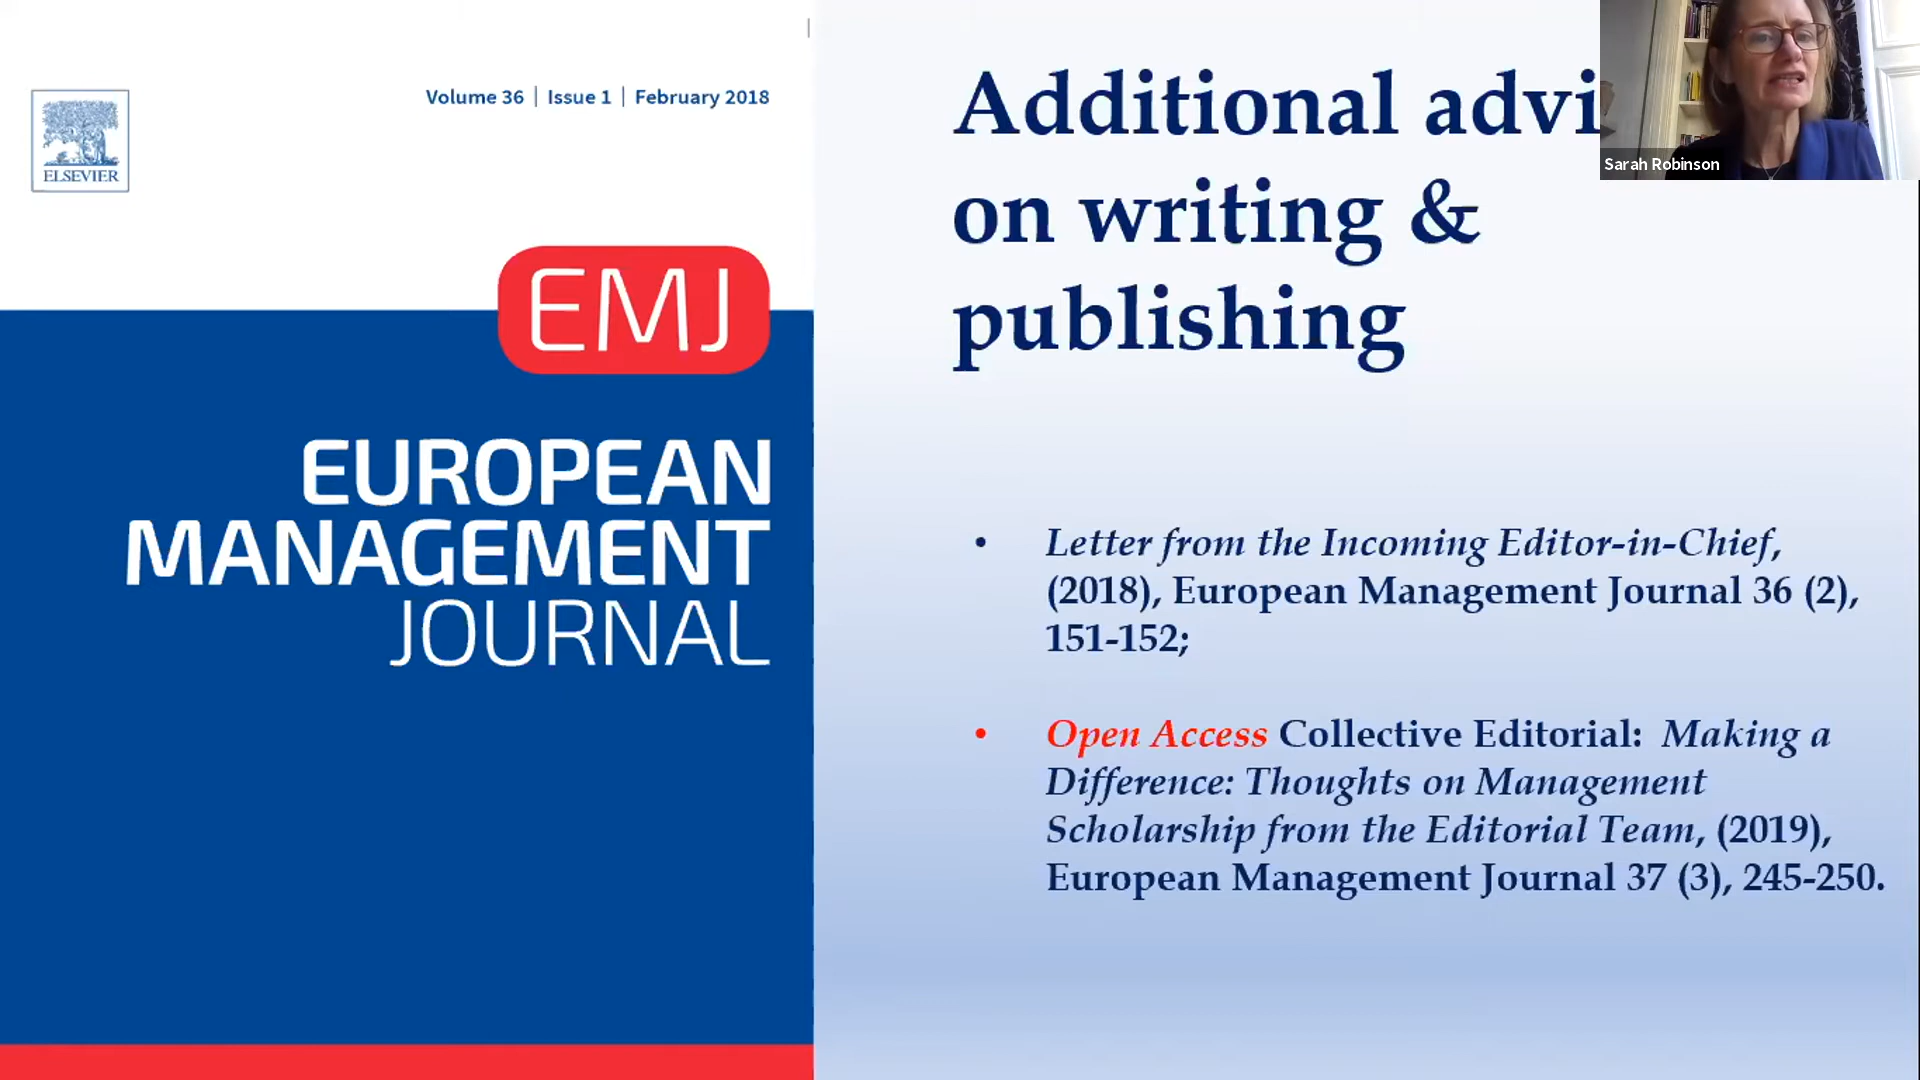 Volume 36 | Issue 1 | February 2018
ELSEVIER
EMJ
EUROPEAN
MANAGEMENT
JOURNAL
Additional advi
on writing &
publishing
Sarah Robinson
• Letter from the Incoming Editor-in-Chief,
(2018), European Management Journal 36 (2),
151-152;
• Open Access Collective Editorial: Making a
Difference: Thoughts on Management
Scholarship from the Editorial Team, (2019),
European Management Journal 37 (3), 245-250.